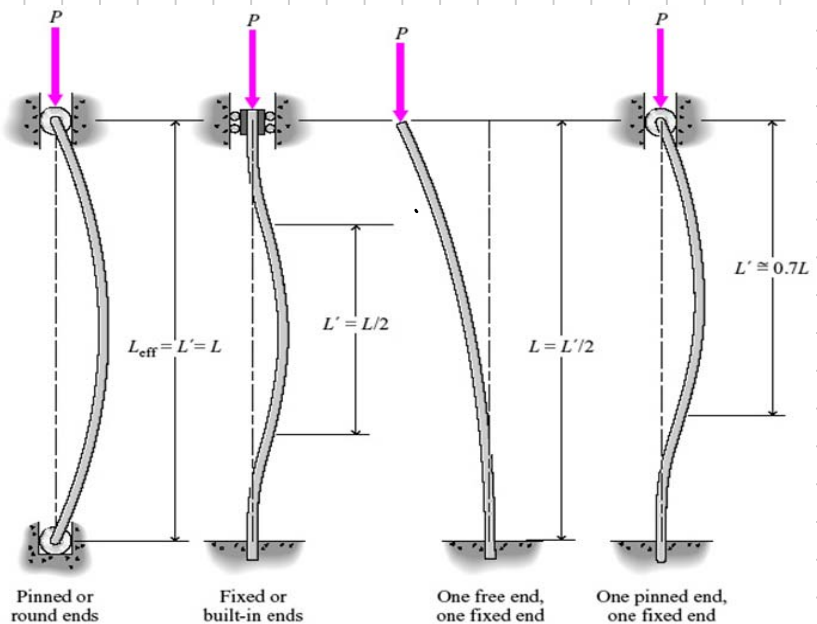 P
P
P
P
L_eff = L´= L
L´ = L/2
L = L´/2
L´ ≅ 0.7L
Pinned or
round ends
Fixed or
built-in ends
One free end,
one fixed end
One pinned end,
one fixed end